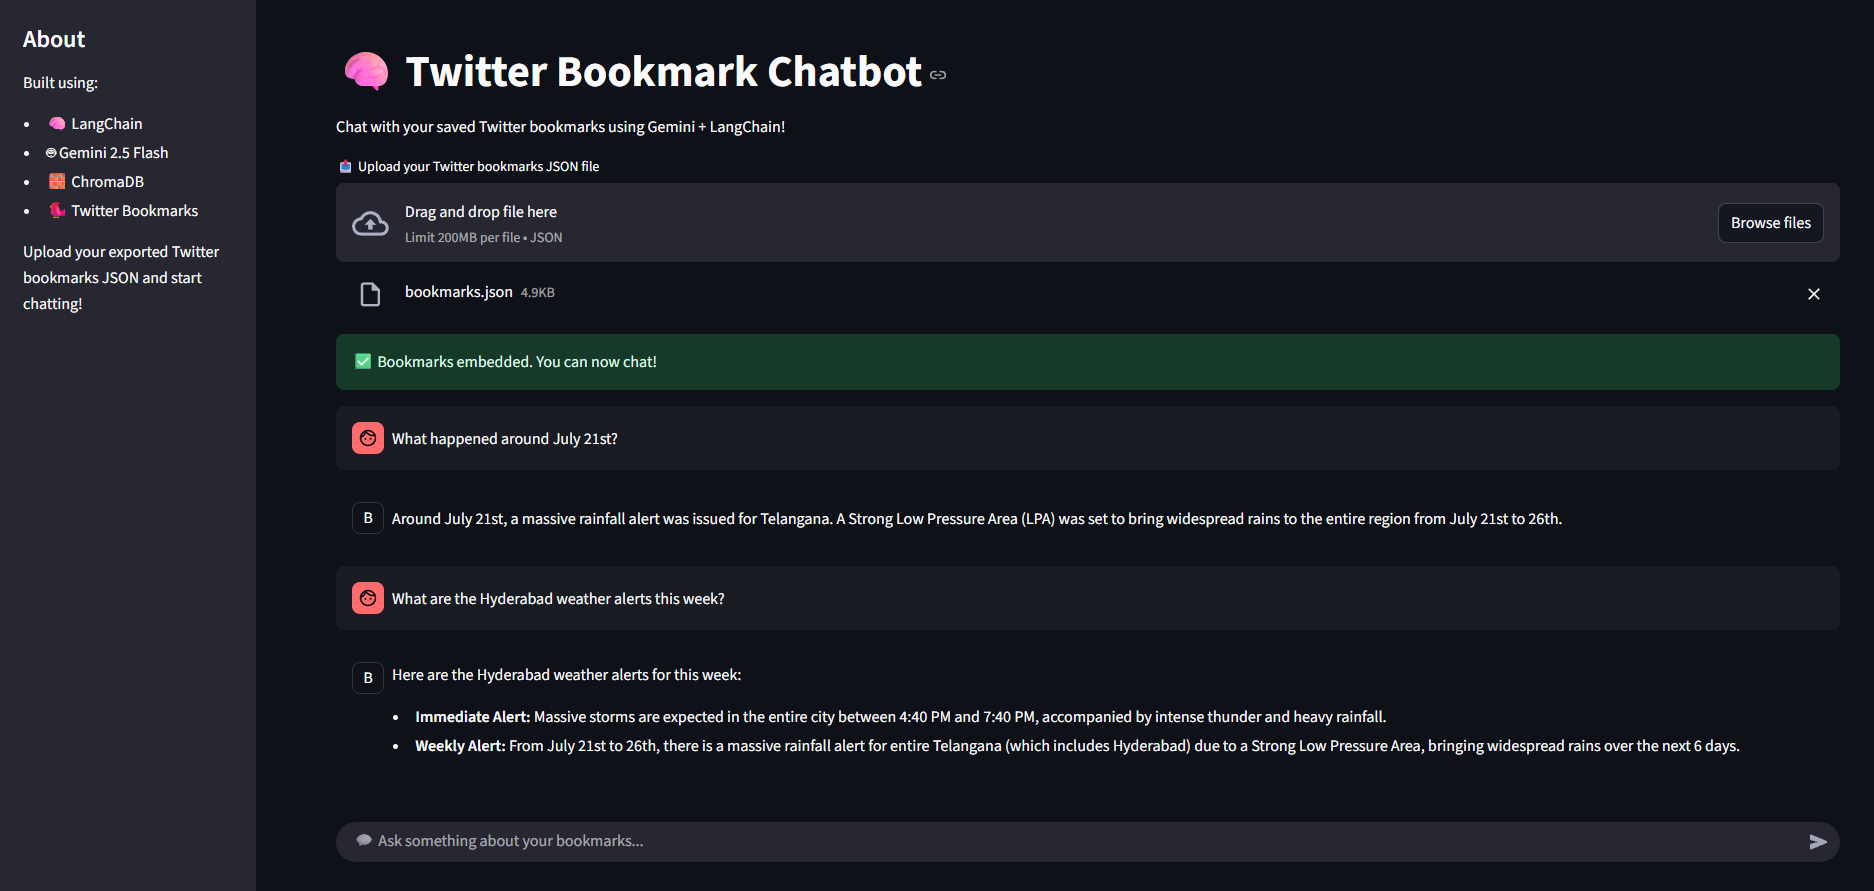 About
Built using:
LangChain
Gemini 2.5 Flash
ChromaDB
Twitter Bookmarks
Upload your exported Twitter
bookmarks JSON and start
chatting!
Twitter Bookmark Chatbot
Chat with your saved Twitter bookmarks using Gemini + LangChain!
Upload your Twitter bookmarks JSON file
Drag and drop file here
Limit 200MB per file • JSON
Browse files
bookmarks.json 4.9KB
Bookmarks embedded. You can now chat!
What happened around July 21st?
B Around July 21st, a massive rainfall alert was issued for Telangana. A Strong Low Pressure Area (LPA) was set to bring widespread rains to the entire region from July 21st to 26th.
What are the Hyderabad weather alerts this week?
B Here are the Hyderabad weather alerts for this week:
• Immediate Alert: Massive storms are expected in the entire city between 4:40 PM and 7:40 PM, accompanied by intense thunder and heavy rainfall.
• Weekly Alert: From July 21st to 26th, there is a massive rainfall alert for entire Telangana (which includes Hyderabad) due to a Strong Low Pressure Area, bringing widespread rains over the next 6 days.
Ask something about your bookmarks...